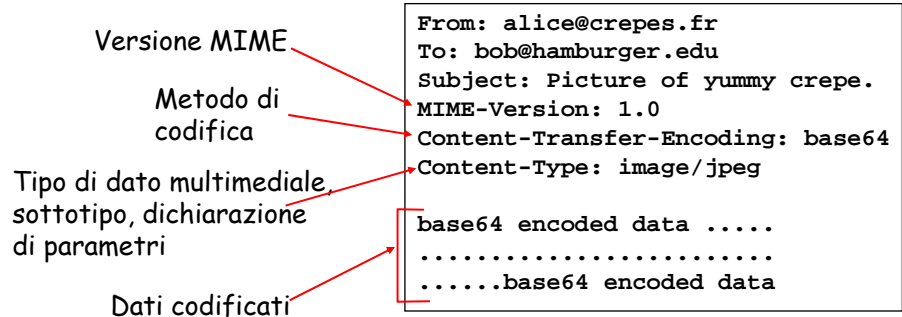 Versione MIME
Metodo di
codifica
Tipo di dato multimediale,
sottotipo, dichiarazione
di parametri
Dati codificati
From: alice@crepes.fr
To: bob@hamburger.edu
Subject: Picture of yummy crepe.
MIME-Version: 1.0
Content-Transfer-Encoding: base64
Content-Type: image/jpeg
base64 encoded data .....
.........................
......base64 encoded data